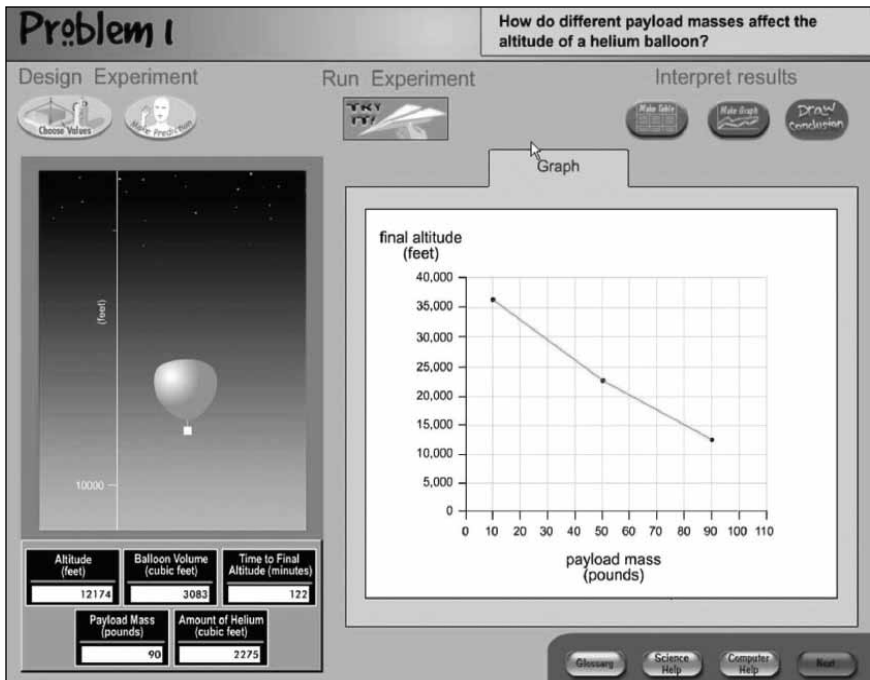 Problem 1
How do different payload masses affect the
altitude of a helium balloon?
Design Experiment
Run Experiment
Interpret results
Choose Values
Make Prediction
TRY
IT!
Make Table
Make Graph
Draw
Conclusion
Graph
(feet)
10000
final altitude
(feet)
40,000
35,000
30,000
25,000
20,000
15,000
10,000
5,000
0
0 10 20 30 40 50 60 70 80 90 100 110
payload mass
(pounds)
Altitude
(feet)
12174
Balloon Volume
(cubic feet)
3083
Time to Final
Altitude (minutes)
122
Payload Mass
(pounds)
90
Amount of Helium
(cubic feet)
2275
Glossary
Science
Help
Computer
Help
Next